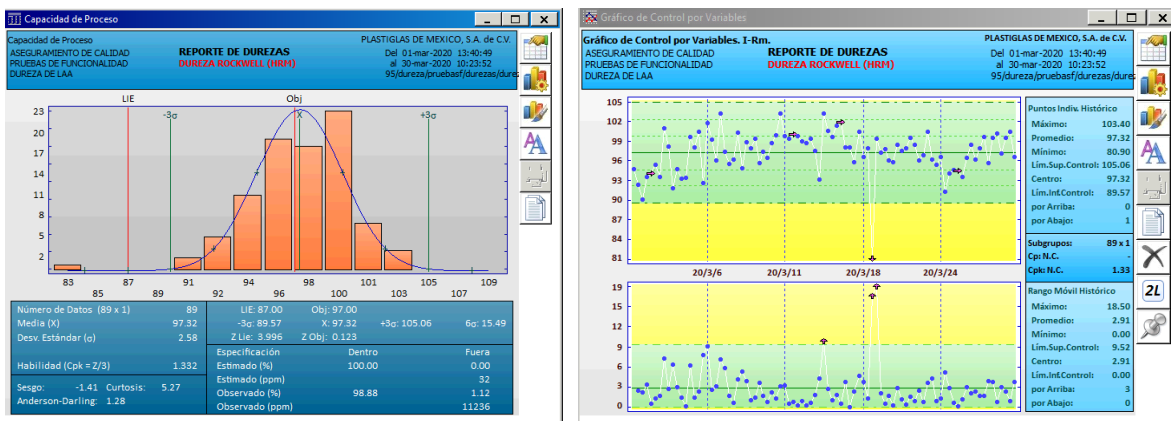 Capacidad de Proceso
Capacidad de Proceso
PLASTIGLAS DE MEXICO, S.A. de C.V.
ASEGURAMIENTO DE CALIDAD
REPORTE DE DUREZAS
Del 01-mar-2020 13:40:49
PRUEBAS DE FUNCIONALIDAD
DUREZA ROCKWELL (HRM)
al 30-mar-2020 10:23:52
DUREZA DE LAA
95/dureza/pruebasf/durezas/dure
LIE
Obj
-3σ
X
+3σ
23
20
17
14
11
8
5
2
83 87 91 94 98 101 105 109
85 89 92 96 100 103 107
Número de Datos (89 x 1) 89
Media (X) 97.32
Desv. Estándar (σ) 2.58
Habilidad (Cpk = Z/3) 1.332
Sesgo: -1.41 Curtosis: 5.27
Anderson-Darling: 1.28
LIE: 87.00 Obj: 97.00
-3σ: 89.57 X: 97.32 +3σ: 105.06 6σ: 15.49
Z Lie: 3.996 Z Obj: 0.123
Especificación Dentro Fuera
Estimado (%) 100.00 0.00
Estimado (ppm) 32
Observado (%) 98.88 1.12
Observado (ppm) 11236
Gráfico de Control por Variables
Gráfico de Control por Variables. I-Rm.
PLASTIGLAS DE MEXICO, S.A. de C.V.
ASEGURAMIENTO DE CALIDAD
REPORTE DE DUREZAS
Del 01-mar-2020 13:40:49
PRUEBAS DE FUNCIONALIDAD
DUREZA ROCKWELL (HRM)
al 30-mar-2020 10:23:52
DUREZA DE LAA
95/dureza/pruebasf/durezas/dure
105
102
99
96
93
90
87
84
81
20/3/6 20/3/11 20/3/18 20/3/24
19
15
12
9
6
3
0
Puntos Indiv. Histórico
Máximo: 103.40
Promedio: 97.32
Mínimo: 80.90
Lím.Sup.Control: 105.06
Centro: 97.32
Lím.Inf.Control: 89.57
por Arriba: 0
por Abajo: 1
Subgrupos: 89 x 1
Cp: N.C. -
Cpk: N.C. 1.33
Rango Móvil Histórico
Máximo: 18.50
Promedio: 2.91
Mínimo: 0.00
Lím.Sup.Control: 9.52
Centro: 2.91
Lím.Inf.Control: 0.00
por Arriba: 3
por Abajo: 0
AA
AA
2L